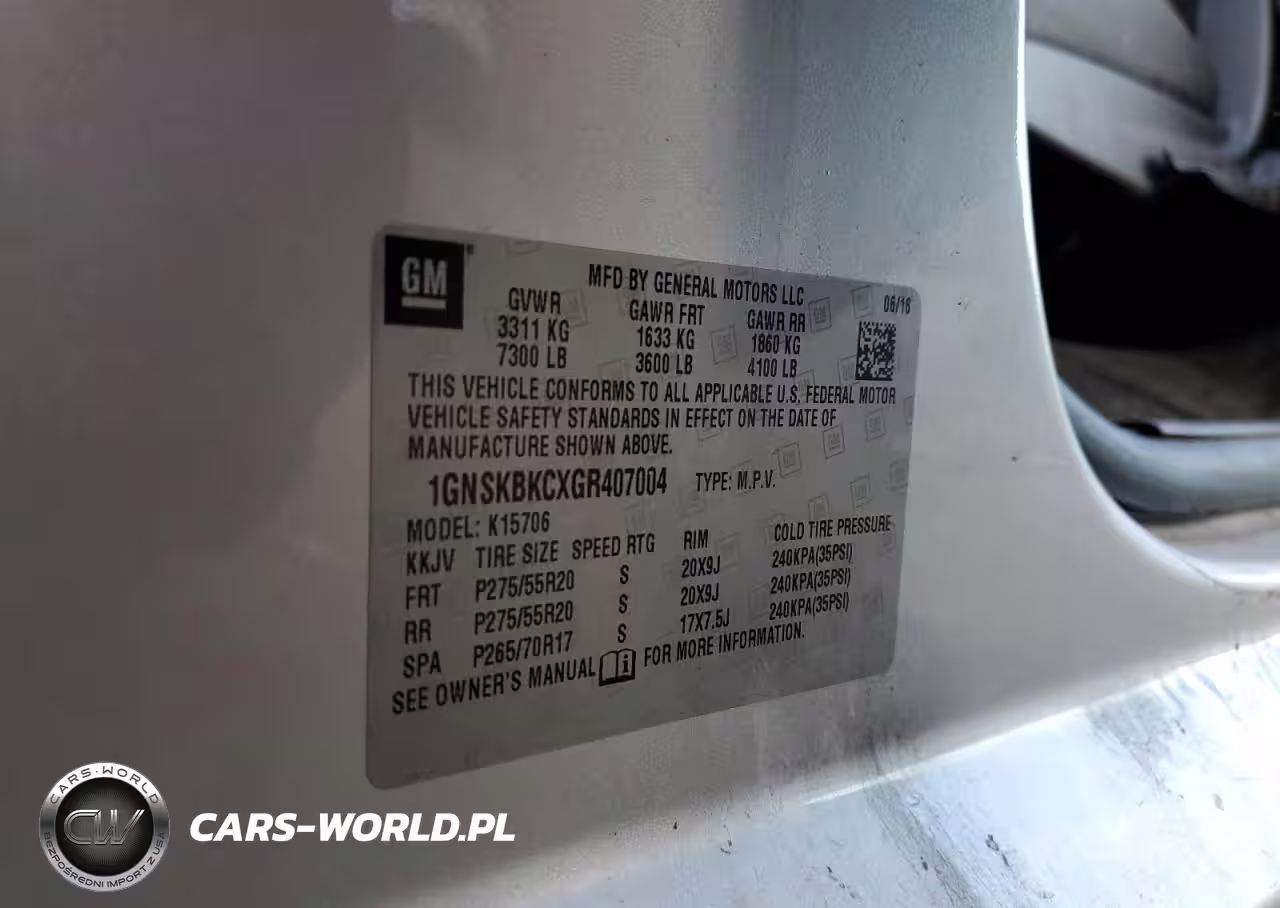 GM®
MFD BY GENERAL MOTORS LLC
06/16
GVWR GAWR FRT GAWR RR
3311 KG 1633 KG 1860 KG
7300 LB 3600 LB 4100 LB
THIS VEHICLE CONFORMS TO ALL APPLICABLE U.S. FEDERAL MOTOR
VEHICLE SAFETY STANDARDS IN EFFECT ON THE DATE OF
MANUFACTURE SHOWN ABOVE.
1GNSKBKCXGR407004 TYPE: M.P.V.
MODEL: K15706
KKJV TIRE SIZE SPEED RTG RIM COLD TIRE PRESSURE
FRT P275/55R20 S 20X9J 240KPA(35PSI)
RR P275/55R20 S 20X9J 240KPA(35PSI)
SPA P265/70R17 S 17X7.5J 240KPA(35PSI)
SEE OWNER'S MANUAL FOR MORE INFORMATION.
CARS-WORLD
CW
BEZPOŚREDNI IMPORT Z USA
CARS-WORLD.PL